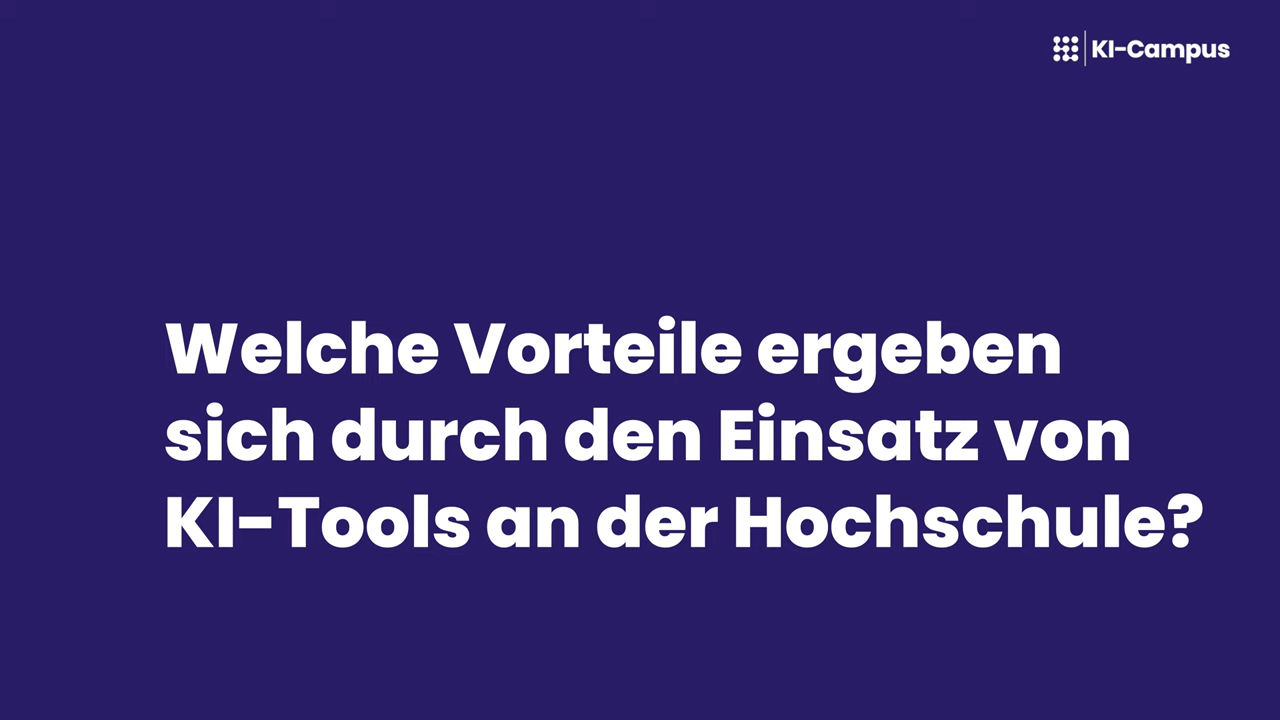 KI-Campus
Welche Vorteile ergeben
sich durch den Einsatz von
KI-Tools an der Hochschule?